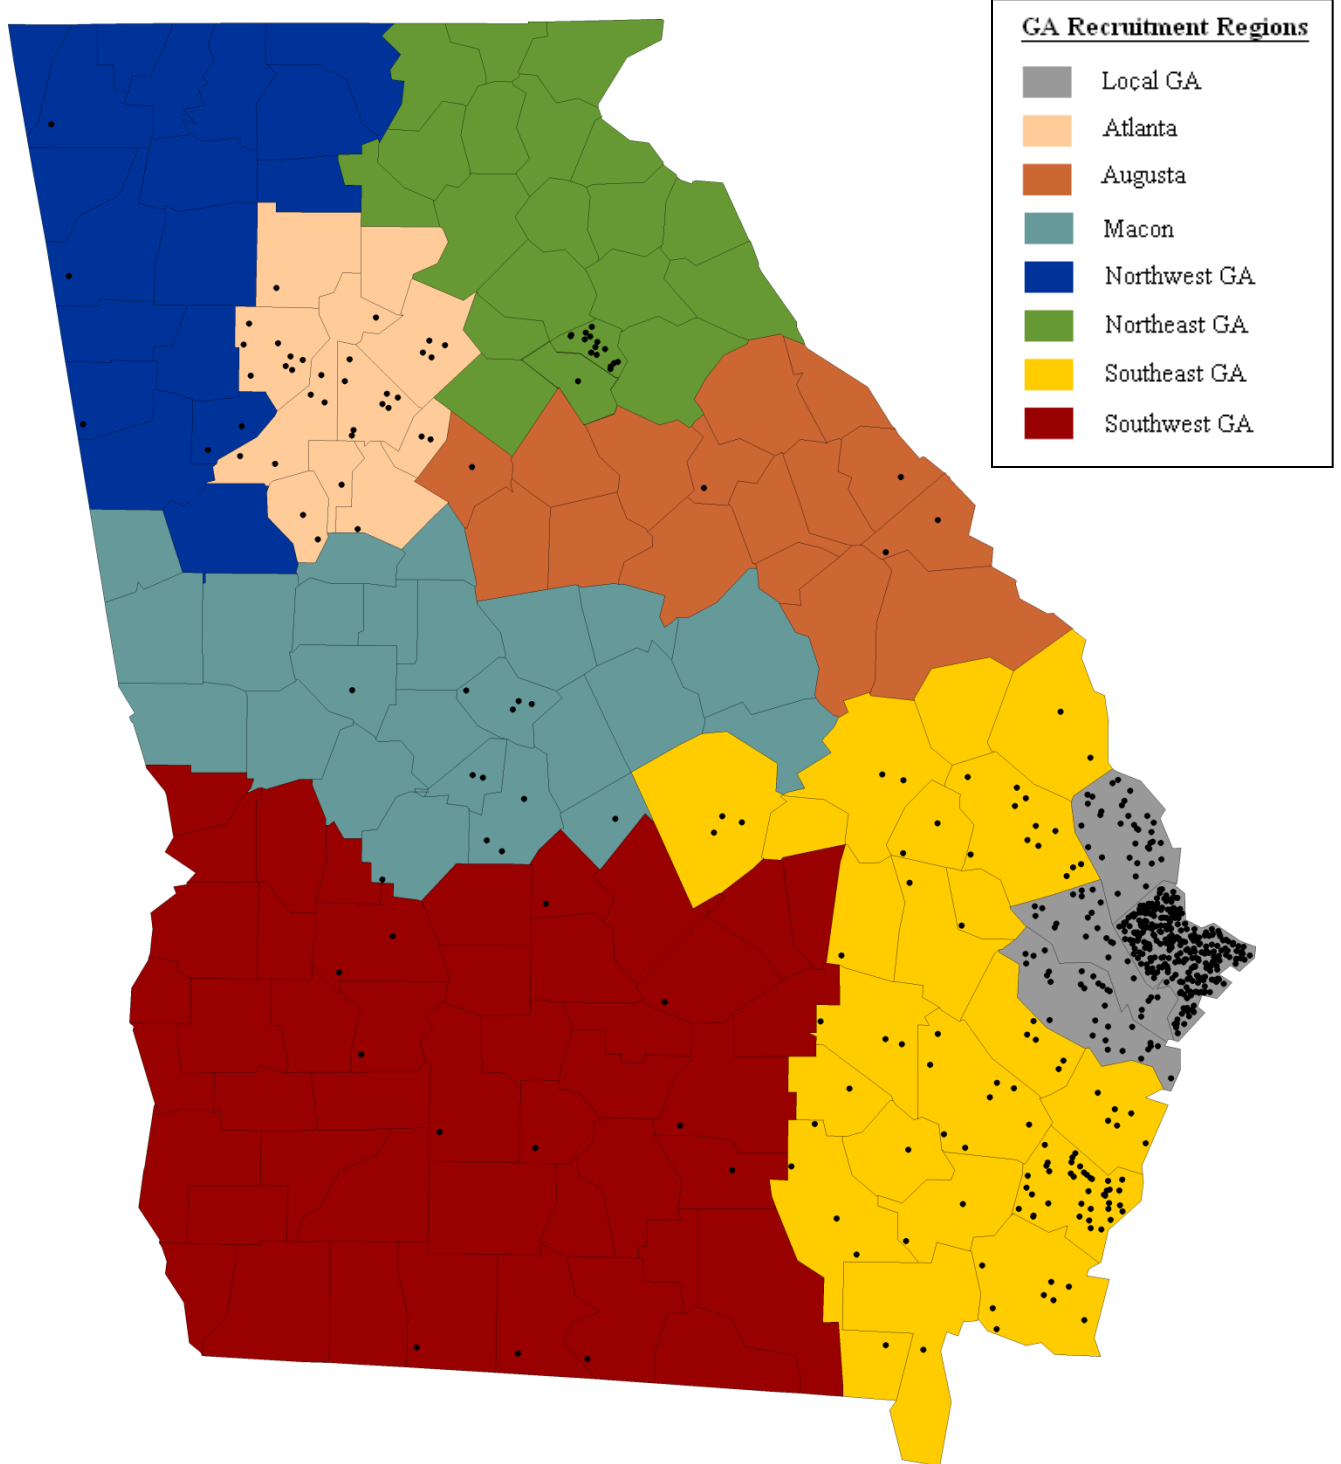 GA Recruitment Regions
Local GA
Atlanta
Augusta
Macon
Northwest GA
Northeast GA
Southeast GA
Southwest GA